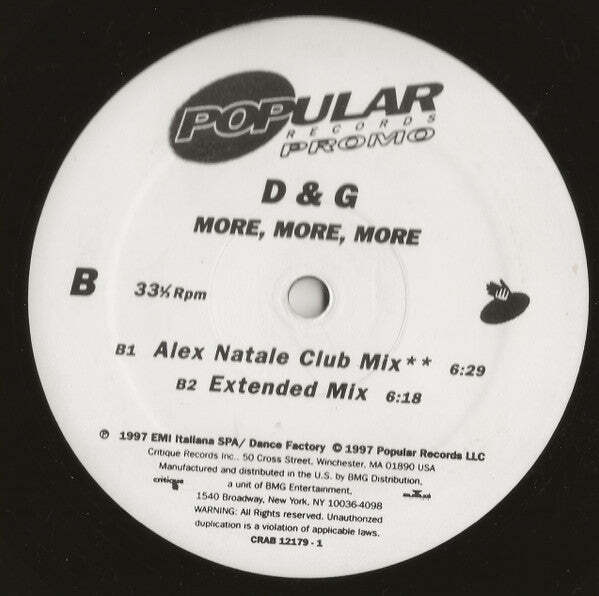 POPULAR
RECORDS
PROMO
D & G
MORE, MORE, MORE
B 33⅓ Rpm
B1 Alex Natale Club Mix** 6:29
B2 Extended Mix 6:18
℗ 1997 EMI Italiana SPA/ Dance Factory © 1997 Popular Records LLC
Critique Records Inc.. 50 Cross Street, Winchester, MA 01890 USA
Manufactured and distributed in the U.S. by BMG Distribution,
critique a unit of BMG Entertainment,
1540 Broadway, New York, NY 10036-4098
WARNING: All Rights reserved. Unauthorized
duplication is a violation of applicable laws.
CRAB 12179 - 1